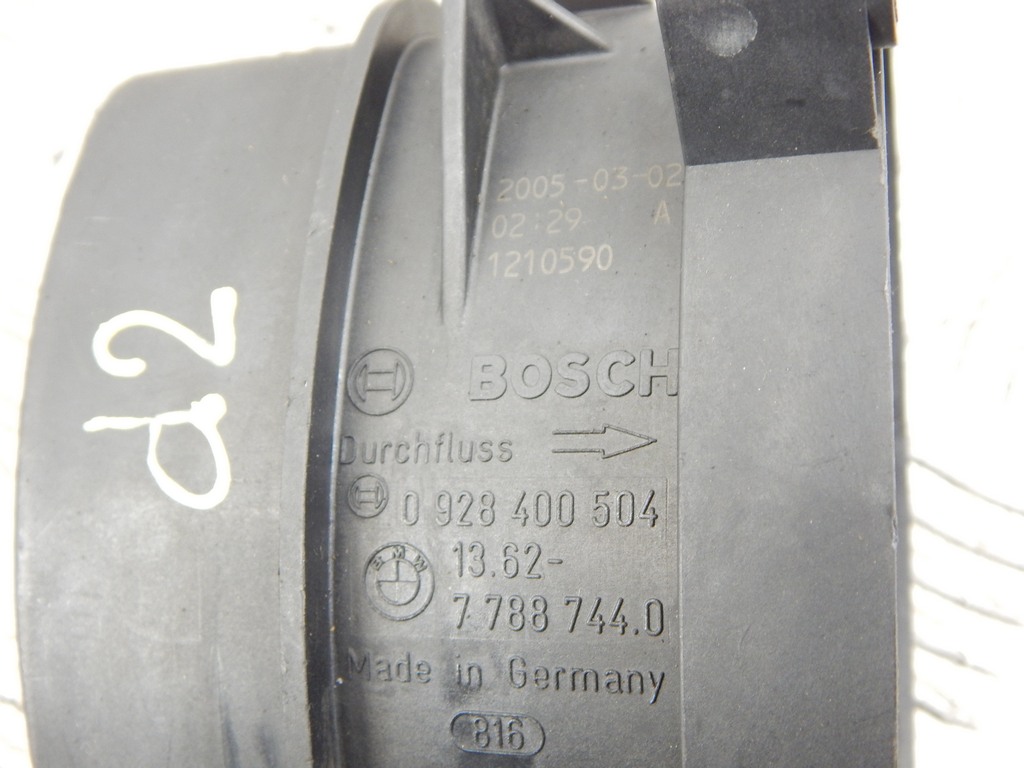 2005-03-02
02:29 A
1210590
BOSCH
Durchfluss
0 928 400 504
BMW
13.62-
7 788 744.0
Made in Germany
816
d2